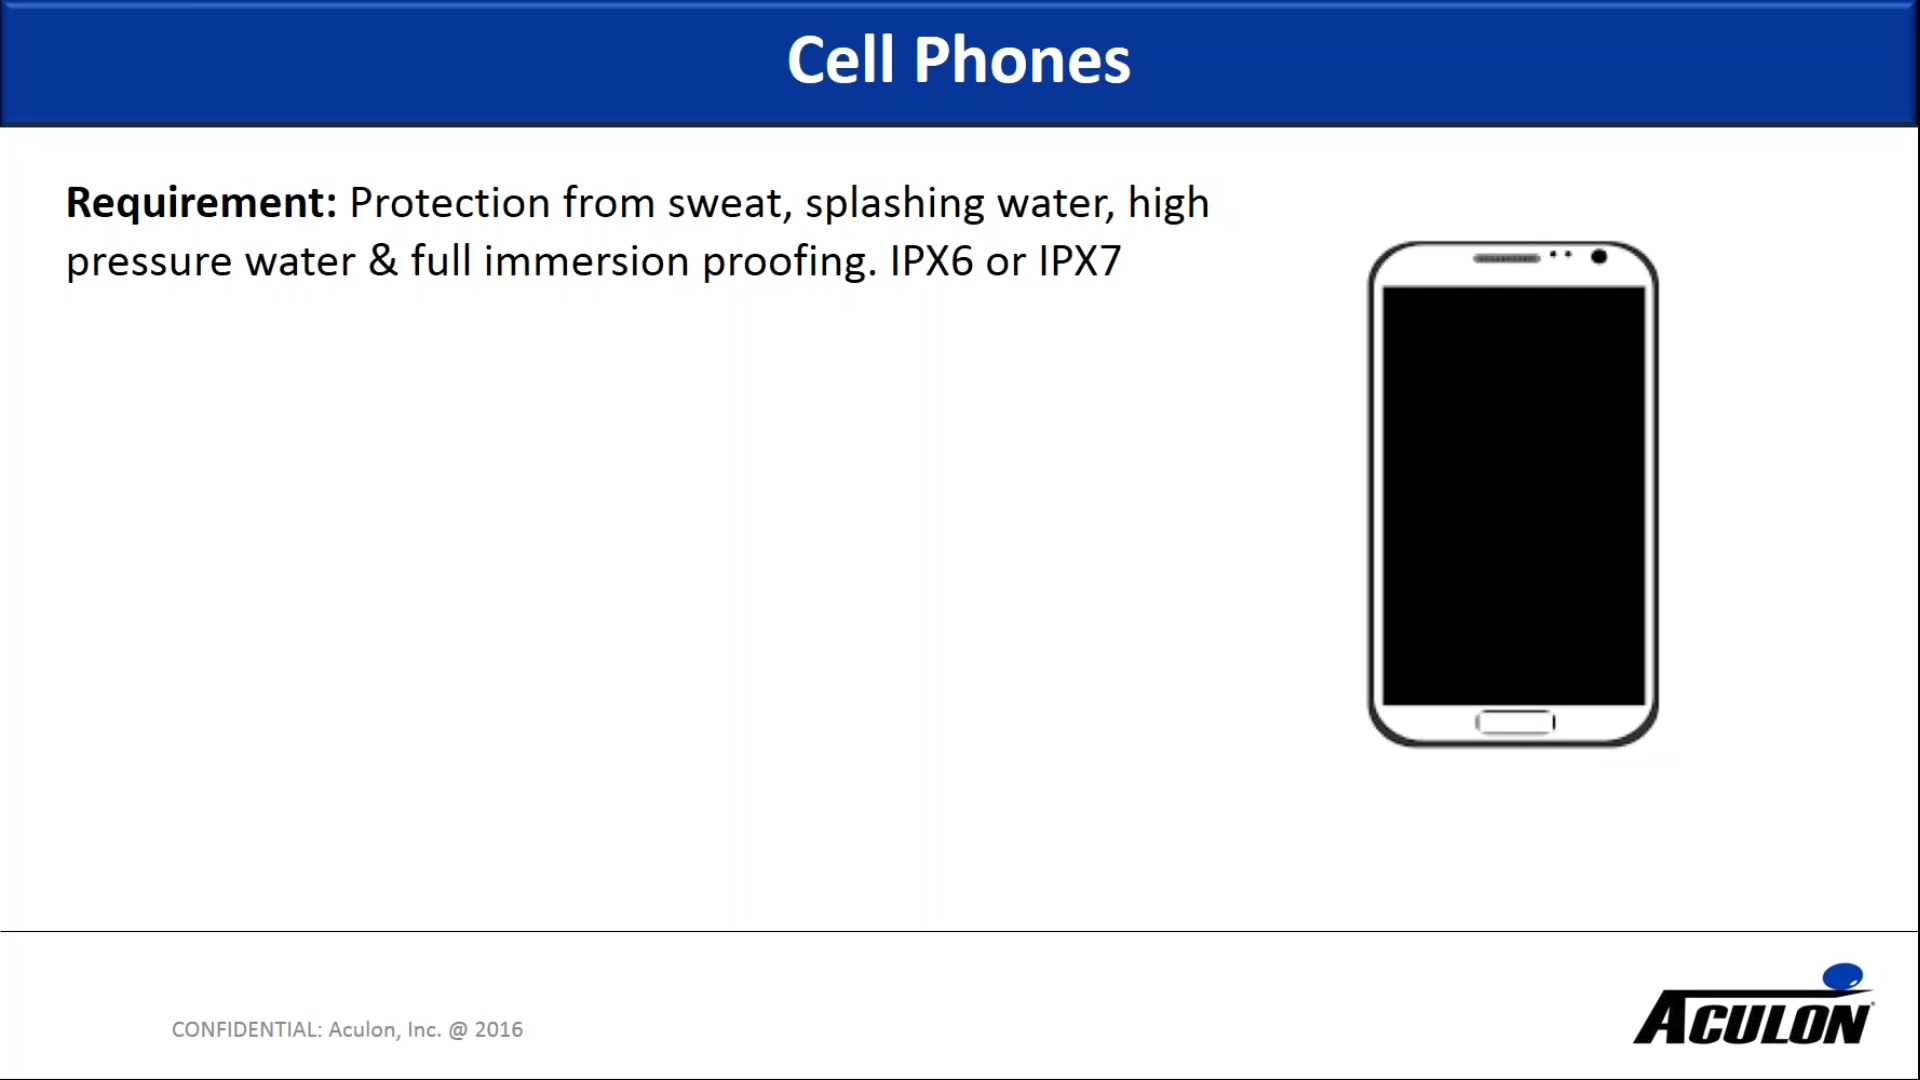 Cell Phones
Requirement: Protection from sweat, splashing water, high
pressure water & full immersion proofing. IPX6 or IPX7
CONFIDENTIAL: Aculon, Inc. @ 2016
ACULON